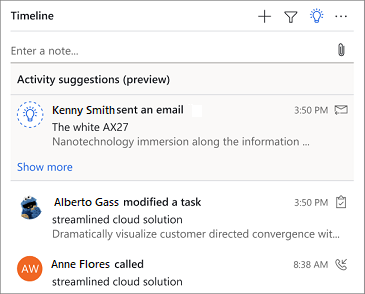 Timeline
Enter a note...
Activity suggestions (preview)
Kenny Smith sent an email 3:50 PM
The white AX27
Nanotechnology immersion along the information ...
Show more
Alberto Gass modified a task 3:50 PM
streamlined cloud solution
Dramatically visualize customer directed convergence wit...
AW Anne Flores called 8:38 AM
streamlined cloud solution